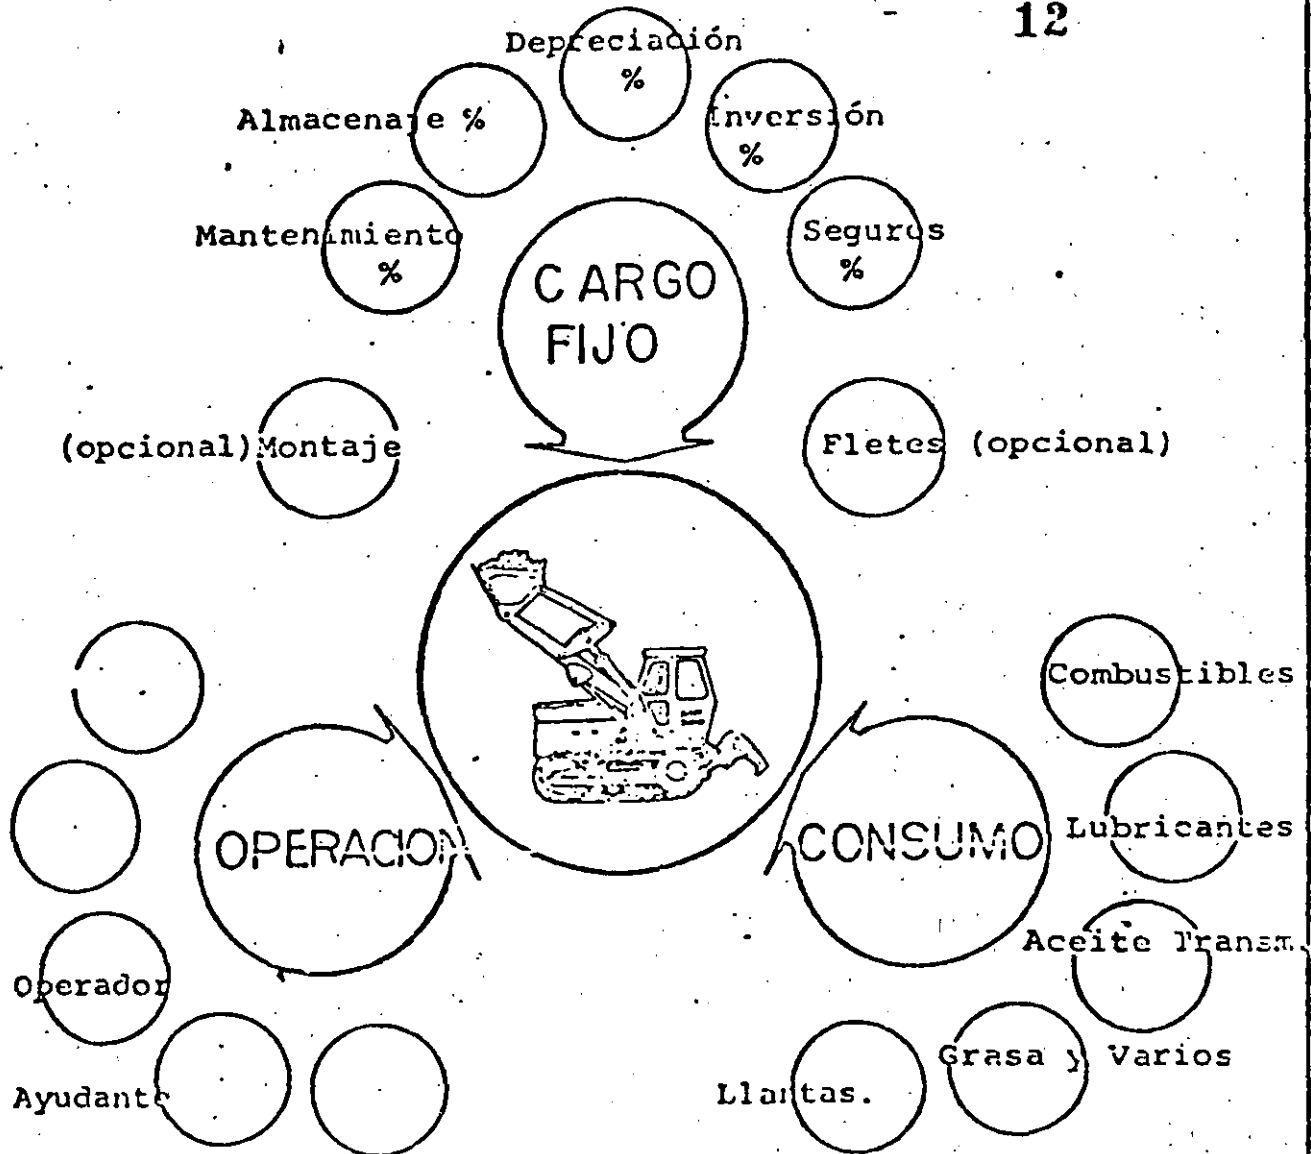 12
Depreciación
%
Almacenaje %
Inversión
%
Mantenimiento
%
Seguros
%
CARGO
FIJO
(opcional) Montaje
Fletes (opcional)
Combustibles
OPERACION
CONSUMO
Lubricantes
Aceite Transm.
Operador
Grasa y Varios
Ayudante
Llantas.